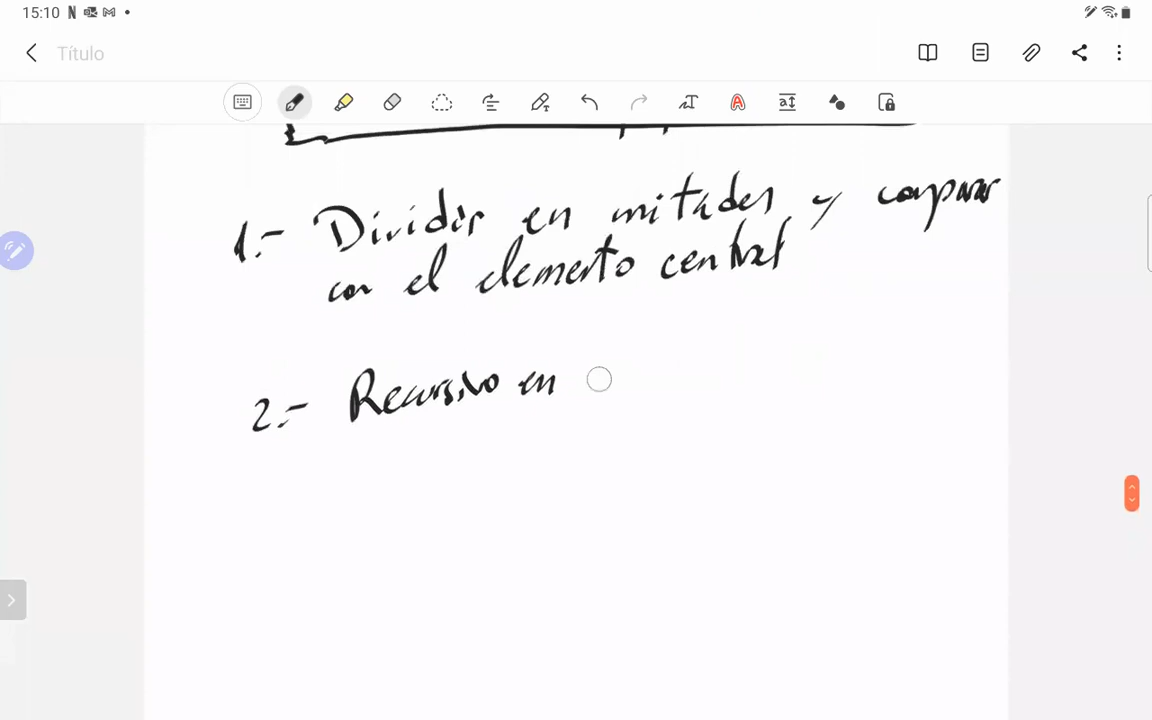 15:10
Título
1.- Dividir en mitades y comparar
con el elemento central
2.- Recursivo en